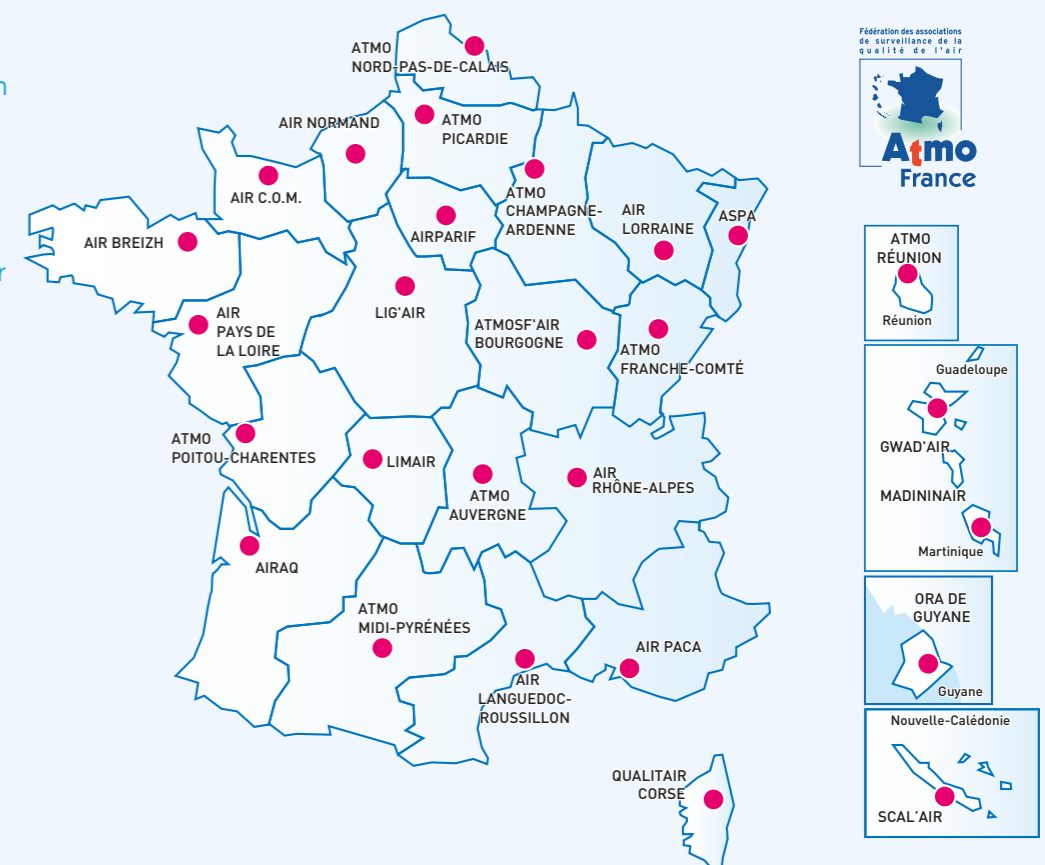 n
r
Fédération des associations
de surveillance de la
qualité de l'air
Atmo
France
ATMO
NORD-PAS-DE-CALAIS
AIR NORMAND
ATMO
PICARDIE
AIR C.O.M.
ATMO
CHAMPAGNE-
ARDENNE
AIR
LORRAINE
ASPA
AIR BREIZH
AIRPARIF
AIR
PAYS DE
LA LOIRE
LIG'AIR
ATMOSF'AIR
BOURGOGNE
ATMO
FRANCHE-COMTÉ
ATMO
POITOU-CHARENTES
LIMAIR
ATMO
AUVERGNE
AIR
RHÔNE-ALPES
AIRAQ
ATMO
MIDI-PYRÉNÉES
AIR
LANGUEDOC-
ROUSSILLON
AIR PACA
QUALITAIR
CORSE
ATMO
RÉUNION
Réunion
Guadeloupe
GWAD'AIR
MADININAIR
Martinique
ORA DE
GUYANE
Guyane
Nouvelle-Calédonie
SCAL'AIR